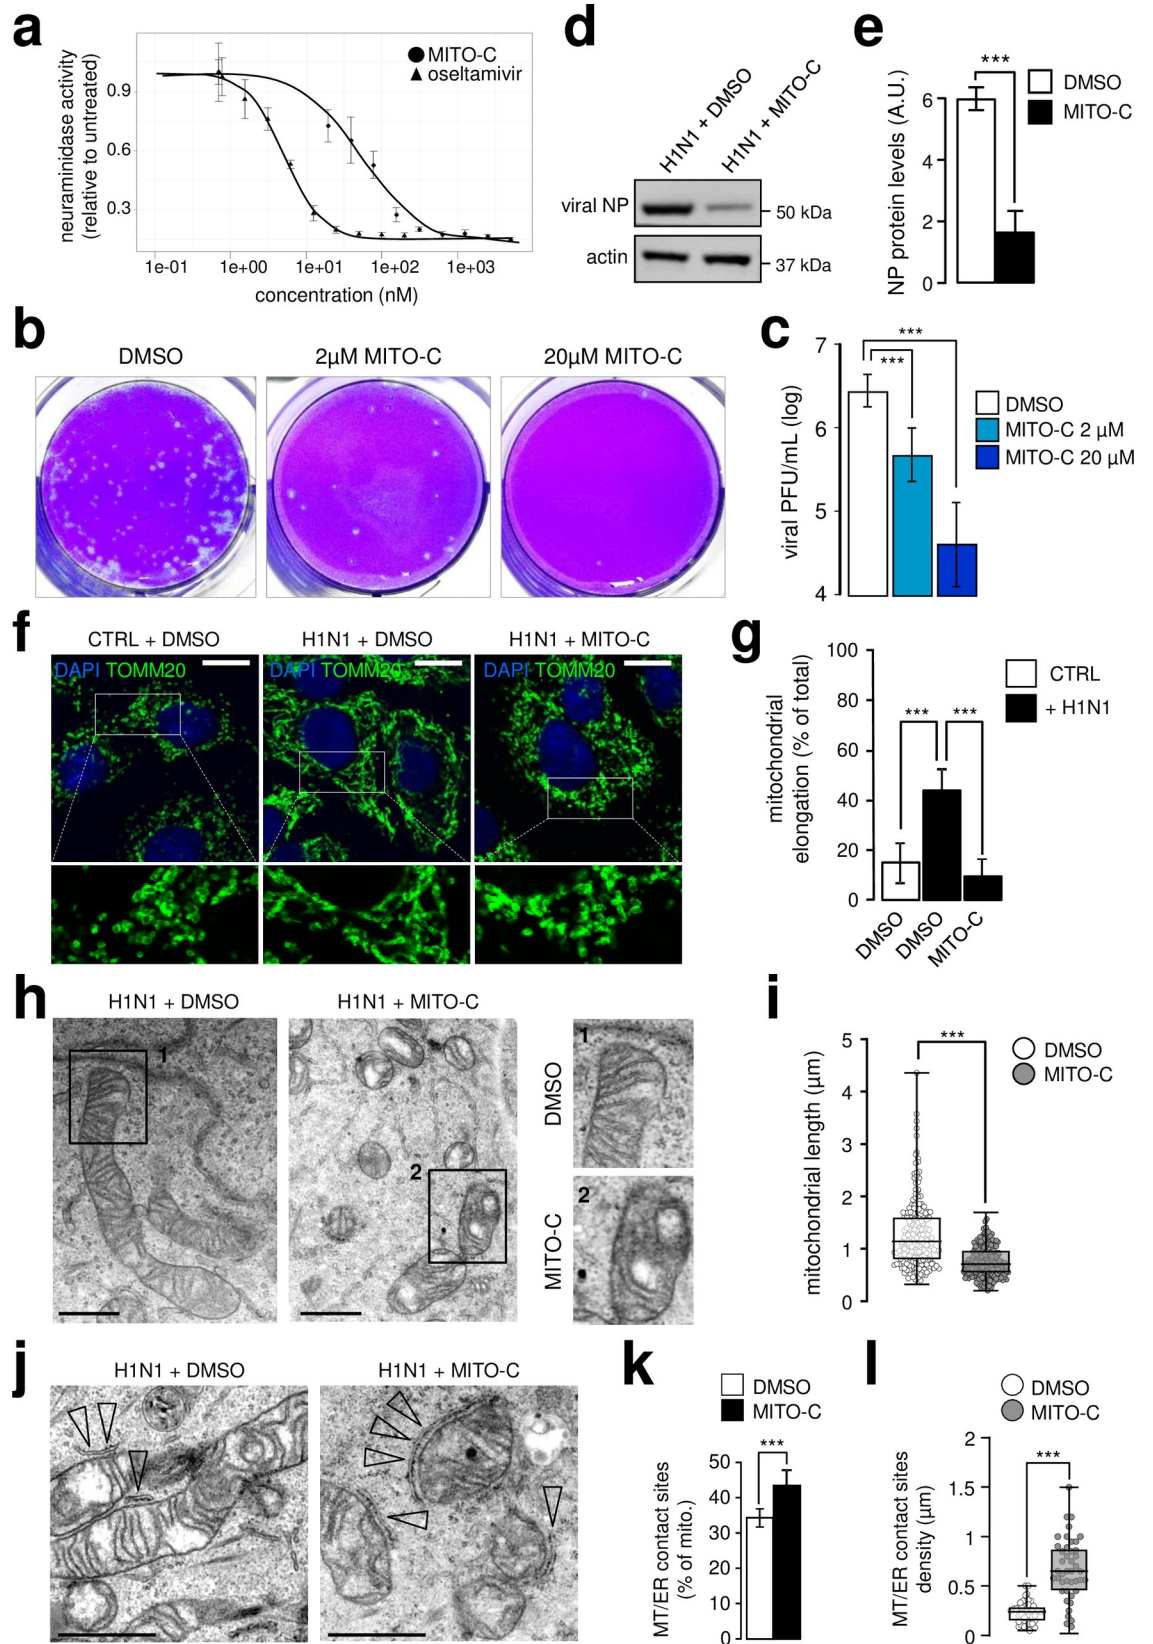 a
neuraminidase activity
(relative to untreated)
0.9
0.6
0.3
MITO-C
oseltamivir
1e-01 1e+00 1e+01 1e+02 1e+03
concentration (nM)
d
H1N1 + DMSO
H1N1 + MITO-C
viral NP
50 kDa
actin
37 kDa
e
NP protein levels (A.U.)
6
4
2
0
***
DMSO
MITO-C
b
DMSO
2µM MITO-C
20µM MITO-C
c
viral PFU/mL (log)
7
6
5
4
***
***
DMSO
MITO-C 2 µM
MITO-C 20 µM
f
CTRL + DMSO
H1N1 + DMSO
H1N1 + MITO-C
DAPI TOMM20
DAPI TOMM20
DAPI TOMM20
g
mitochondrial
elongation (% of total)
100
80
60
40
20
0
*** ***
CTRL
+ H1N1
DMSO
DMSO
MITO-C
h
H1N1 + DMSO
H1N1 + MITO-C
1
2
DMSO
1
MITO-C
2
i
mitochondrial length (µm)
5
4
3
2
1
0
***
DMSO
MITO-C
j
H1N1 + DMSO
H1N1 + MITO-C
k
DMSO
MITO-C
MT/ER contact sites
(% of mito.)
50
40
30
20
10
0
***
l
DMSO
MITO-C
MT/ER contact sites
density (µm)
2
1.5
1
0.5
0
***